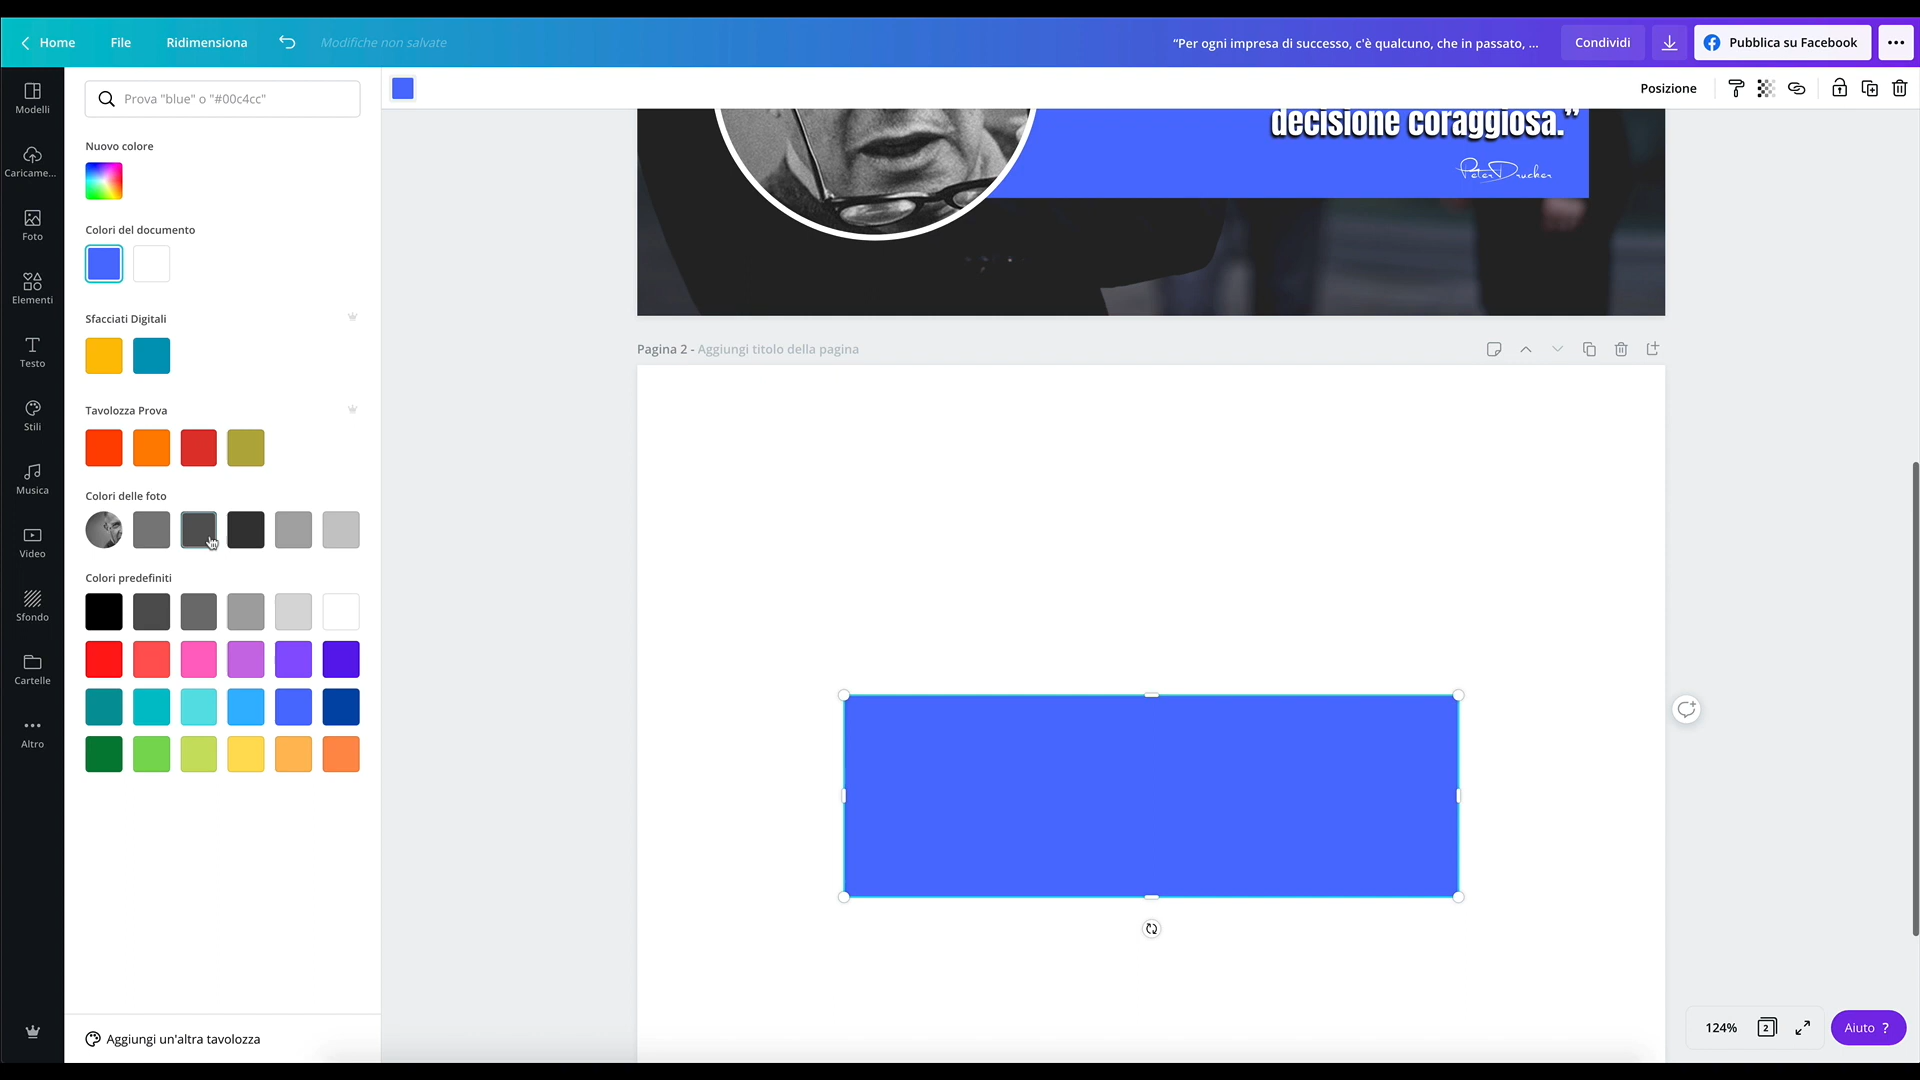 Home
File
Ridimensiona
Modifiche non salvate
“Per ogni impresa di successo, c'è qualcuno, che in passato, ...
Condividi
Pubblica su Facebook
Modelli
Caricame...
Foto
Elementi
Testo
Stili
Musica
Video
Sfondo
Cartelle
Altro
Prova "blue" o "#00c4cc"
Nuovo colore
Colori del documento
Sfacciati Digitali
Tavolozza Prova
Colori delle foto
Colori predefiniti
Aggiungi un'altra tavolozza
Posizione
decisione coraggiosa.”
Peter Drucker
Pagina 2 - Aggiungi titolo della pagina
124%
2
Aiuto ?